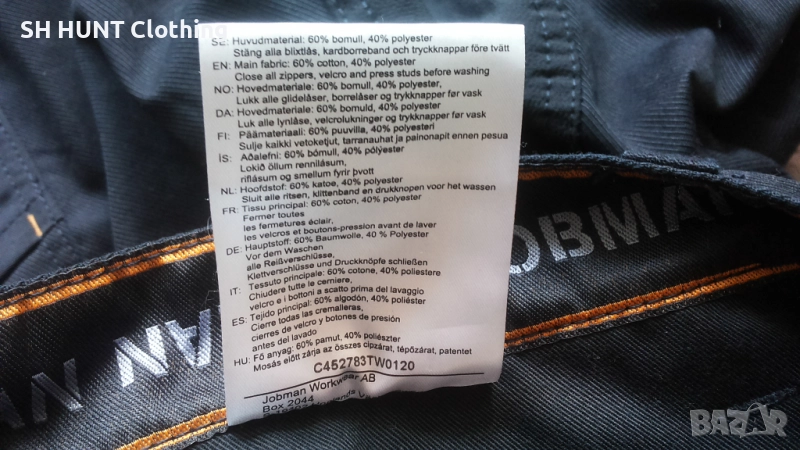 SH HUNT Clothing
SE: Huvudmaterial: 60% bomull, 40% polyester
Stäng alla blixtlås, kardborreband och tryckknappar före tvätt
EN: Main fabric: 60% cotton, 40% polyester
Close all zippers, velcro and press studs before washing
NO: Hovedmateriale: 60% bomull, 40% polyester,
Lukk alle glidelåser, borrelåser og trykknapper før vask
DA: Hovedmateriale: 60% bomuld, 40% polyester,
Luk alle lynlåse, velcrolukninger og trykknapper før vask
FI: Päämateriaali: 60% puuvilla, 40% polyesteri
Sulje kaikki vetoketjut, tarranauhat ja painonapit ennen pesua
ÍS: Aðalefni: 60% bómull, 40% pólýester
Lokið öllum rennilásum,
riflásum og smellum fyrir þvott
NL: Hoofdstof: 60% katoe, 40% polyester
Sluit alle ritsen, klittenband en drukknopen voor het wassen
FR: Tissu principal: 60% coton, 40% polyester
Fermer toutes
les fermetures éclair,
les velcros et boutons-pression avant de laver
DE: Hauptstoff: 60% Baumwolle, 40 % Polyester
Vor dem Waschen
alle Reißverschlüsse,
Klettverschlüsse und Druckknöpfe schließen
IT: Tessuto principale: 60% cotone, 40% poliestere
Chiudere tutte le cerniere,
velcro e i bottoni a scatto prima del lavaggio
ES: Tejido principal: 60% algodón, 40% poliéster
Cierre todas las cremalleras,
cierres de velcro y botones de presión
antes del lavado
HU: Fő anyag: 60% pamut, 40% poliészter
Mosás előtt zárja az összes cipzárat, tépőzárat, patentet
C452783TW0120
Jobman Workwear AB
Box 2044
JOBMAN
MAN
BAZAR